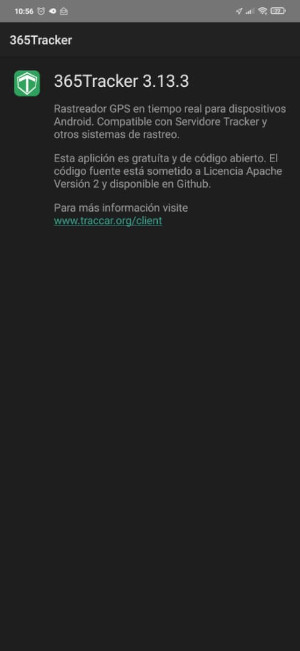 10:56
365Tracker
365Tracker 3.13.3
Rastreador GPS en tiempo real para dispositivos
Android. Compatible con Servidore Tracker y
otros sistemas de rastreo.
Esta aplición es gratuíta y de código abierto. El
código fuente está sometido a Licencia Apache
Versión 2 y disponible en Github.
Para más información visite
www.traccar.org/client